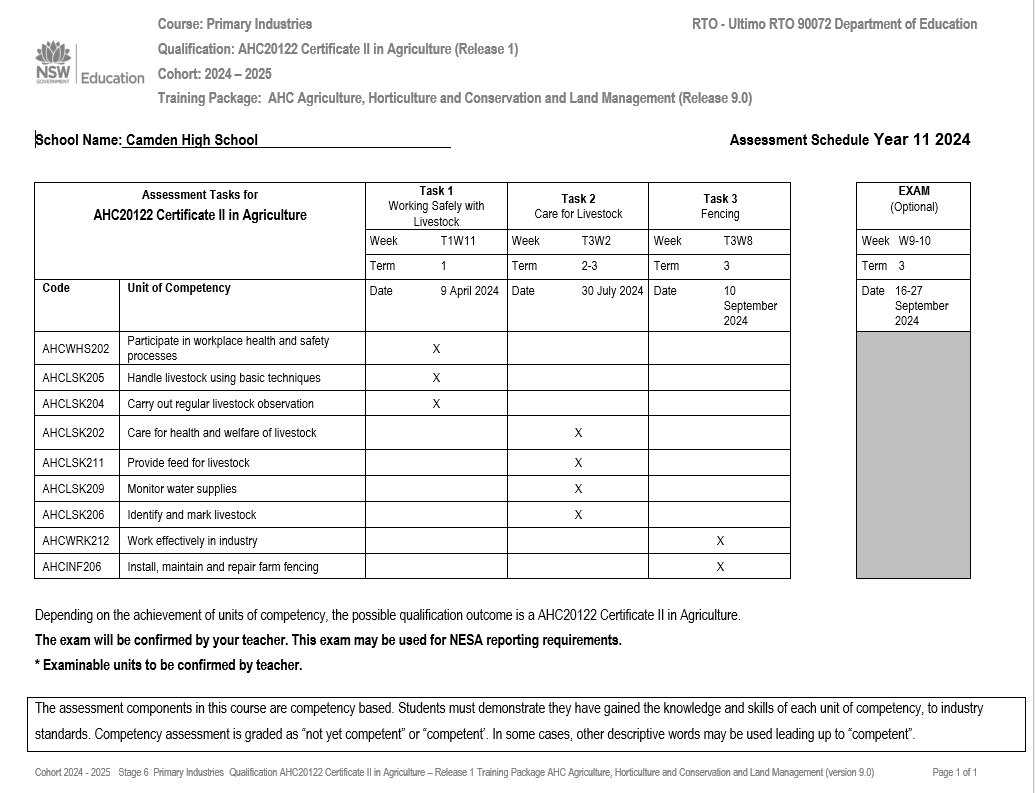 Course: Primary Industries
RTO - Ultimo RTO 90072 Department of Education
Qualification: AHC20122 Certificate II in Agriculture (Release 1)
Cohort: 2024 – 2025
Training Package:  AHC Agriculture, Horticulture and Conservation and Land Management (Release 9.0)
NSW
GOVERNMENT
Education
School Name: Camden High School
Assessment Schedule Year 11 2024
Assessment Tasks for
AHC20122 Certificate II in Agriculture
Task 1
Working Safely with
Livestock
Task 2
Care for Livestock
Task 3
Fencing
EXAM
(Optional)
Week T1W11 Week T3W2 Week T3W8 Week W9-10
Term 1 Term 2-3 Term 3 Term 3
Code Unit of Competency
Date 9 April 2024 Date 30 July 2024 Date 10
September
2024
Date 16-27
September
2024
AHCWHS202 Participate in workplace health and safety
processes X
AHCLSK205 Handle livestock using basic techniques X
AHCLSK204 Carry out regular livestock observation X
AHCLSK202 Care for health and welfare of livestock X
AHCLSK211 Provide feed for livestock X
AHCLSK209 Monitor water supplies X
AHCLSK206 Identify and mark livestock X
AHCWRK212 Work effectively in industry X
AHCINF206 Install, maintain and repair farm fencing X
Depending on the achievement of units of competency, the possible qualification outcome is a AHC20122 Certificate II in Agriculture.
The exam will be confirmed by your teacher. This exam may be used for NESA reporting requirements.
* Examinable units to be confirmed by teacher.
The assessment components in this course are competency based. Students must demonstrate they have gained the knowledge and skills of each unit of competency, to industry
standards. Competency assessment is graded as “not yet competent” or “competent’. In some cases, other descriptive words may be used leading up to “competent”.
Cohort 2024 - 2025 Stage 6 Primary Industries Qualification AHC20122 Certificate II in Agriculture – Release 1 Training Package AHC Agriculture, Horticulture and Conservation and Land Management (version 9.0)
Page 1 of 1